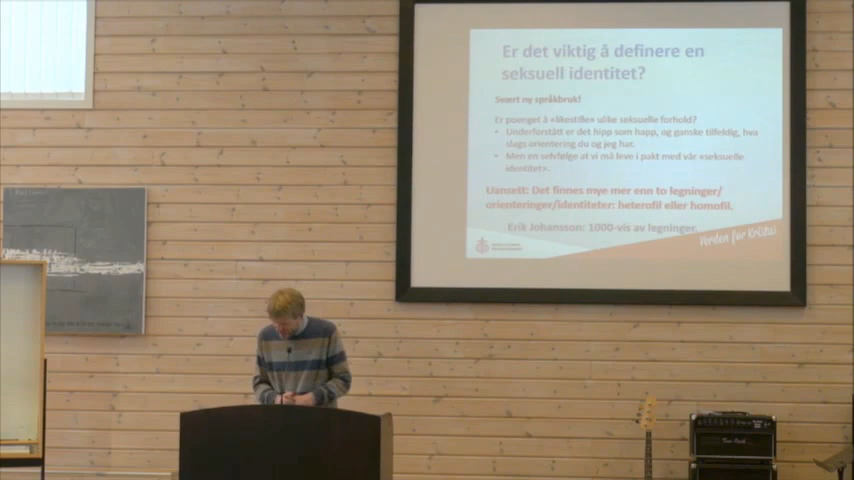 Er det viktig å definere en
seksuell identitet?
Svært ny språkbruk!
Er poenget å «likestille» ulike seksuelle forhold?
• Underforstått er det hipp som happ, og ganske tilfeldig, hva
slags orientering du og jeg har.
• Men en selvfølge at vi må leve i pakt med vår «seksuelle
identitet».
Uansett: Det finnes mye mer enn to legninger/
orienteringer/identiteter: heterofil eller homofil.
Erik Johansson: 1000-vis av legninger.
Verden for Kristus